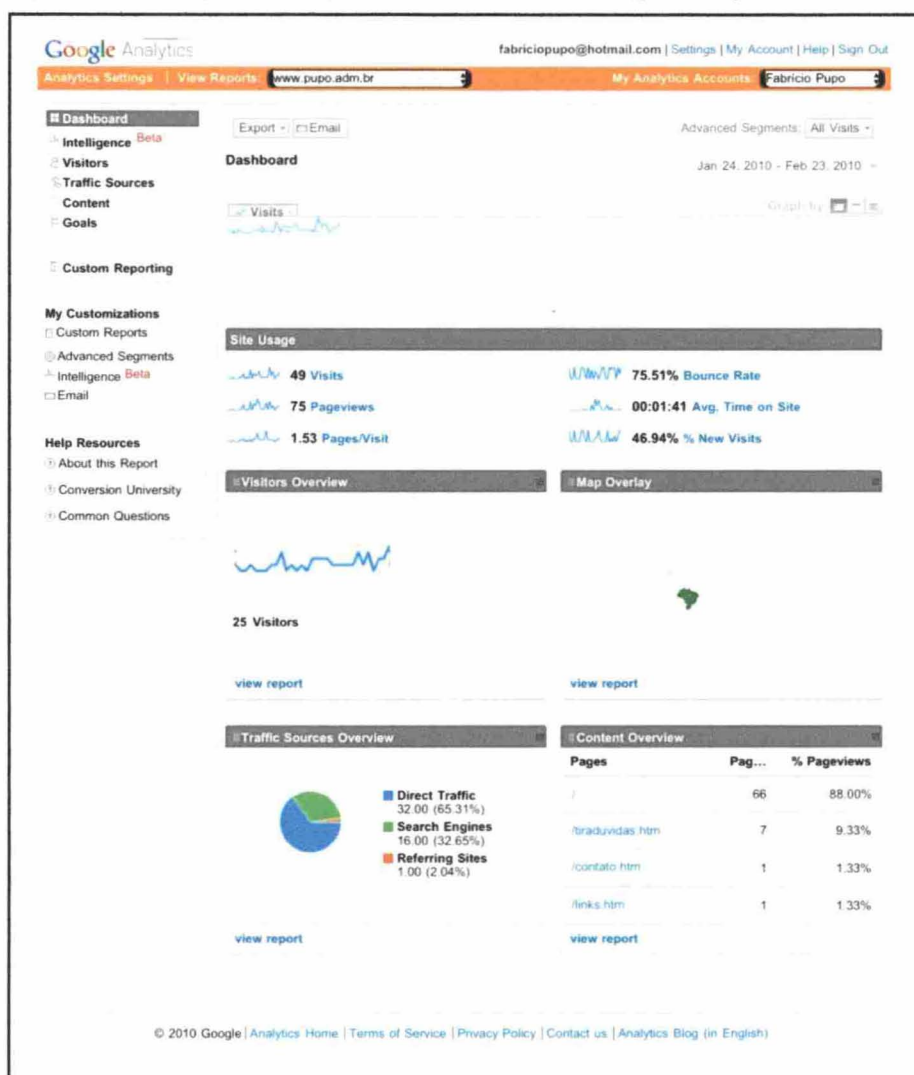 Google Analytics
fabriciopupo@hotmail.com | Settings | My Account | Help | Sign Out
Analytics Settings | View Reports: www.pupo.adm.br
My Analytics Accounts: Fabrício Pupo
Dashboard
Intelligence Beta
Visitors
Traffic Sources
Content
Goals
Custom Reporting
My Customizations
Custom Reports
Advanced Segments
Intelligence Beta
Email
Help Resources
About this Report
Conversion University
Common Questions
Export
Email
Advanced Segments: All Visits
Dashboard
Jan 24, 2010 - Feb 23, 2010
Visits
Graph by:
Site Usage
49 Visits
75 Pageviews
1.53 Pages/Visit
75.51% Bounce Rate
00:01:41 Avg. Time on Site
46.94% % New Visits
Visitors Overview
25 Visitors
view report
Map Overlay
view report
Traffic Sources Overview
Direct Traffic
32.00 (65.31%)
Search Engines
16.00 (32.65%)
Referring Sites
1.00 (2.04%)
view report
Content Overview
Pages Pag... % Pageviews
/ 66 88.00%
/tiraduvidas.htm 7 9.33%
/contato.htm 1 1.33%
/links.htm 1 1.33%
view report
© 2010 Google | Analytics Home | Terms of Service | Privacy Policy | Contact us | Analytics Blog (in English)